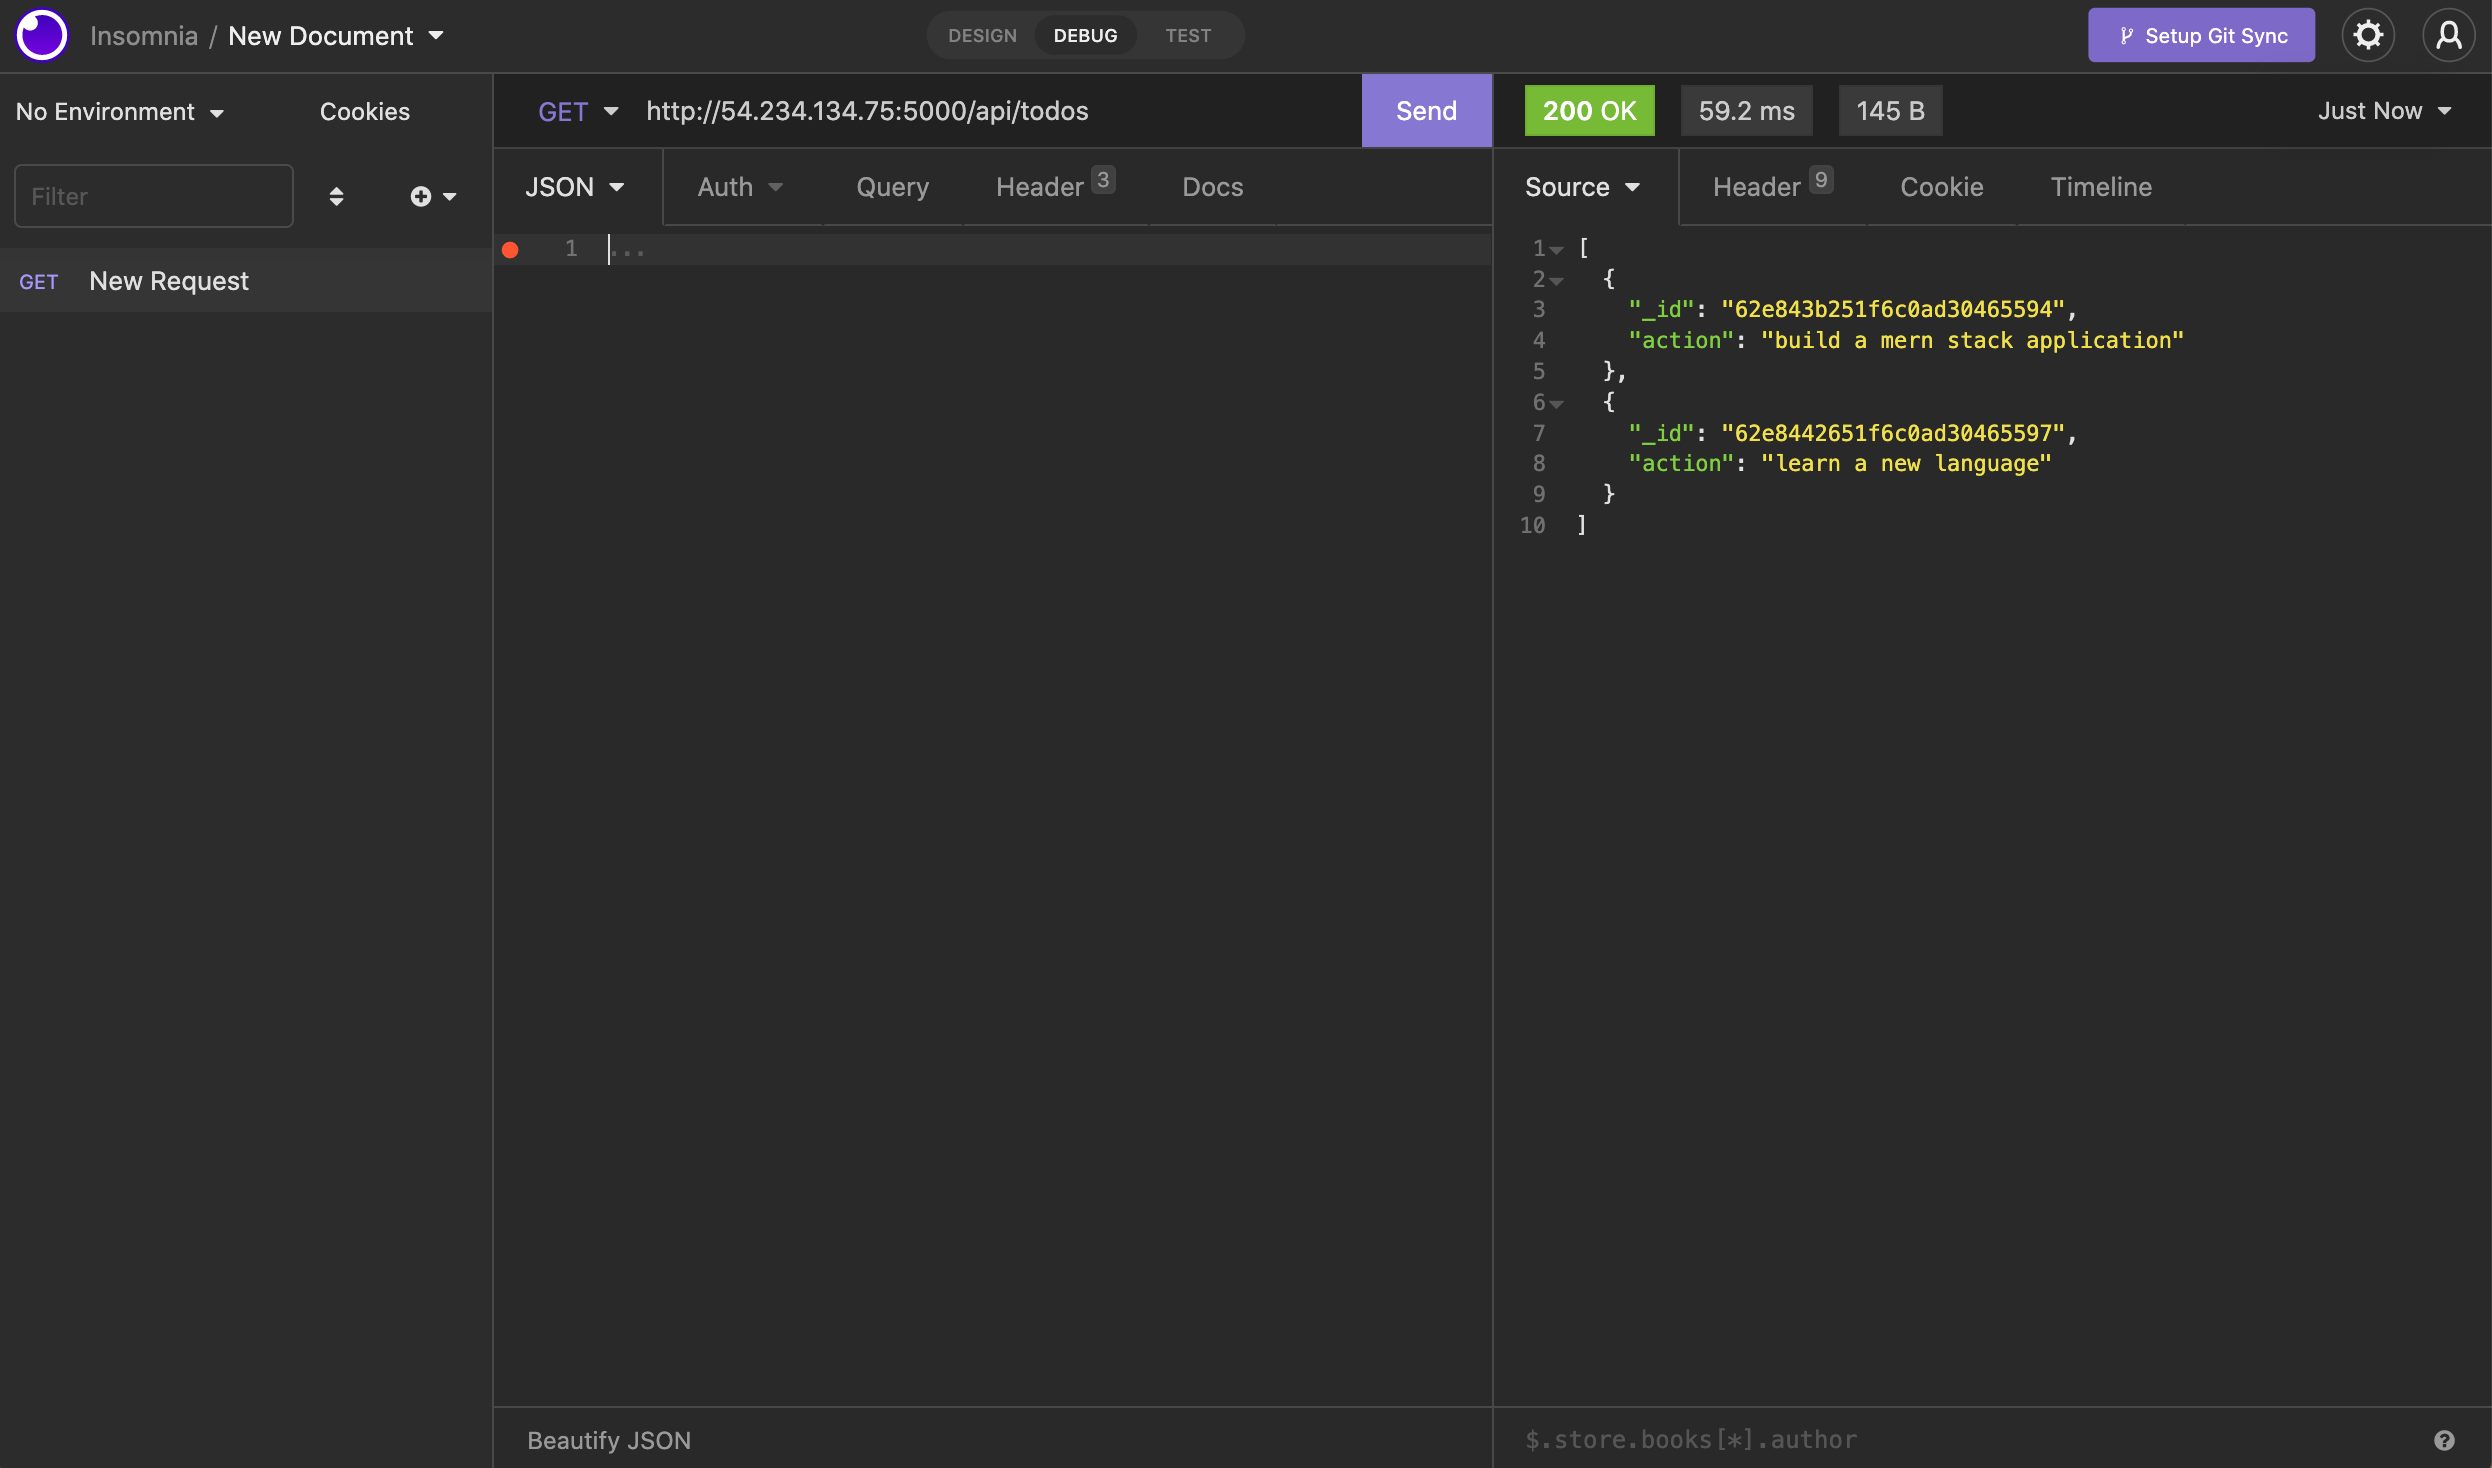 Insomnia / New Document
DESIGN DEBUG TEST
Setup Git Sync
No Environment Cookies
Filter
GET New Request
GET http://54.234.134.75:5000/api/todos Send
JSON Auth Query Header 3 Docs
1 ...
Beautify JSON
200 OK 59.2 ms 145 B Just Now
Source Header 9 Cookie Timeline
1 [
2 {
3 "_id": "62e843b251f6c0ad30465594",
4 "action": "build a mern stack application"
5 },
6 {
7 "_id": "62e8442651f6c0ad30465597",
8 "action": "learn a new language"
9 }
10 ]
$.store.books[*].author